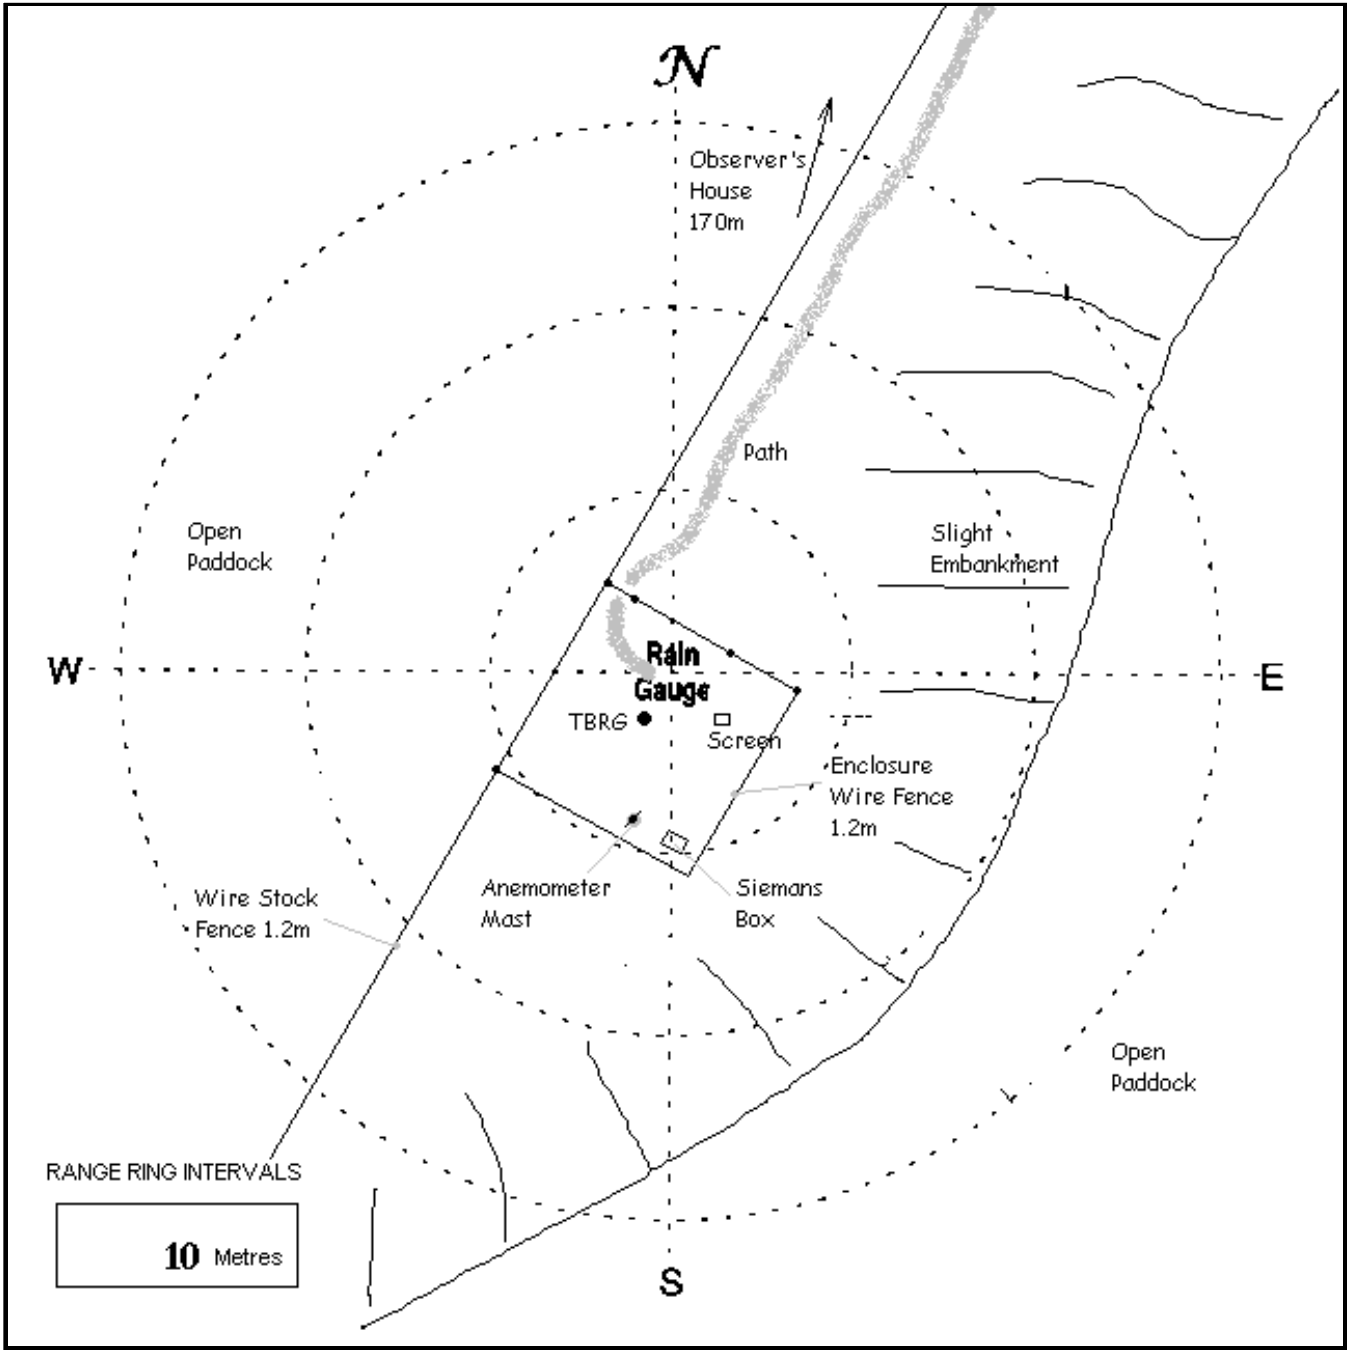 N
Observer's
House
170m
Path
Open
Paddock
Slight
Embankment
W
E
Rain
Gauge
TBRG
Screen
Enclosure
Wire Fence
1.2m
Anemometer
Mast
Siemans
Box
Wire Stock
Fence 1.2m
Open
Paddock
RANGE RING INTERVALS
10 Metres
S